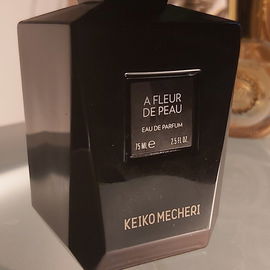 A FLEUR
DE PEAU
EAU DE PARFUM
75 ML e 2.5 FL.OZ.
KEIKO MECHERI